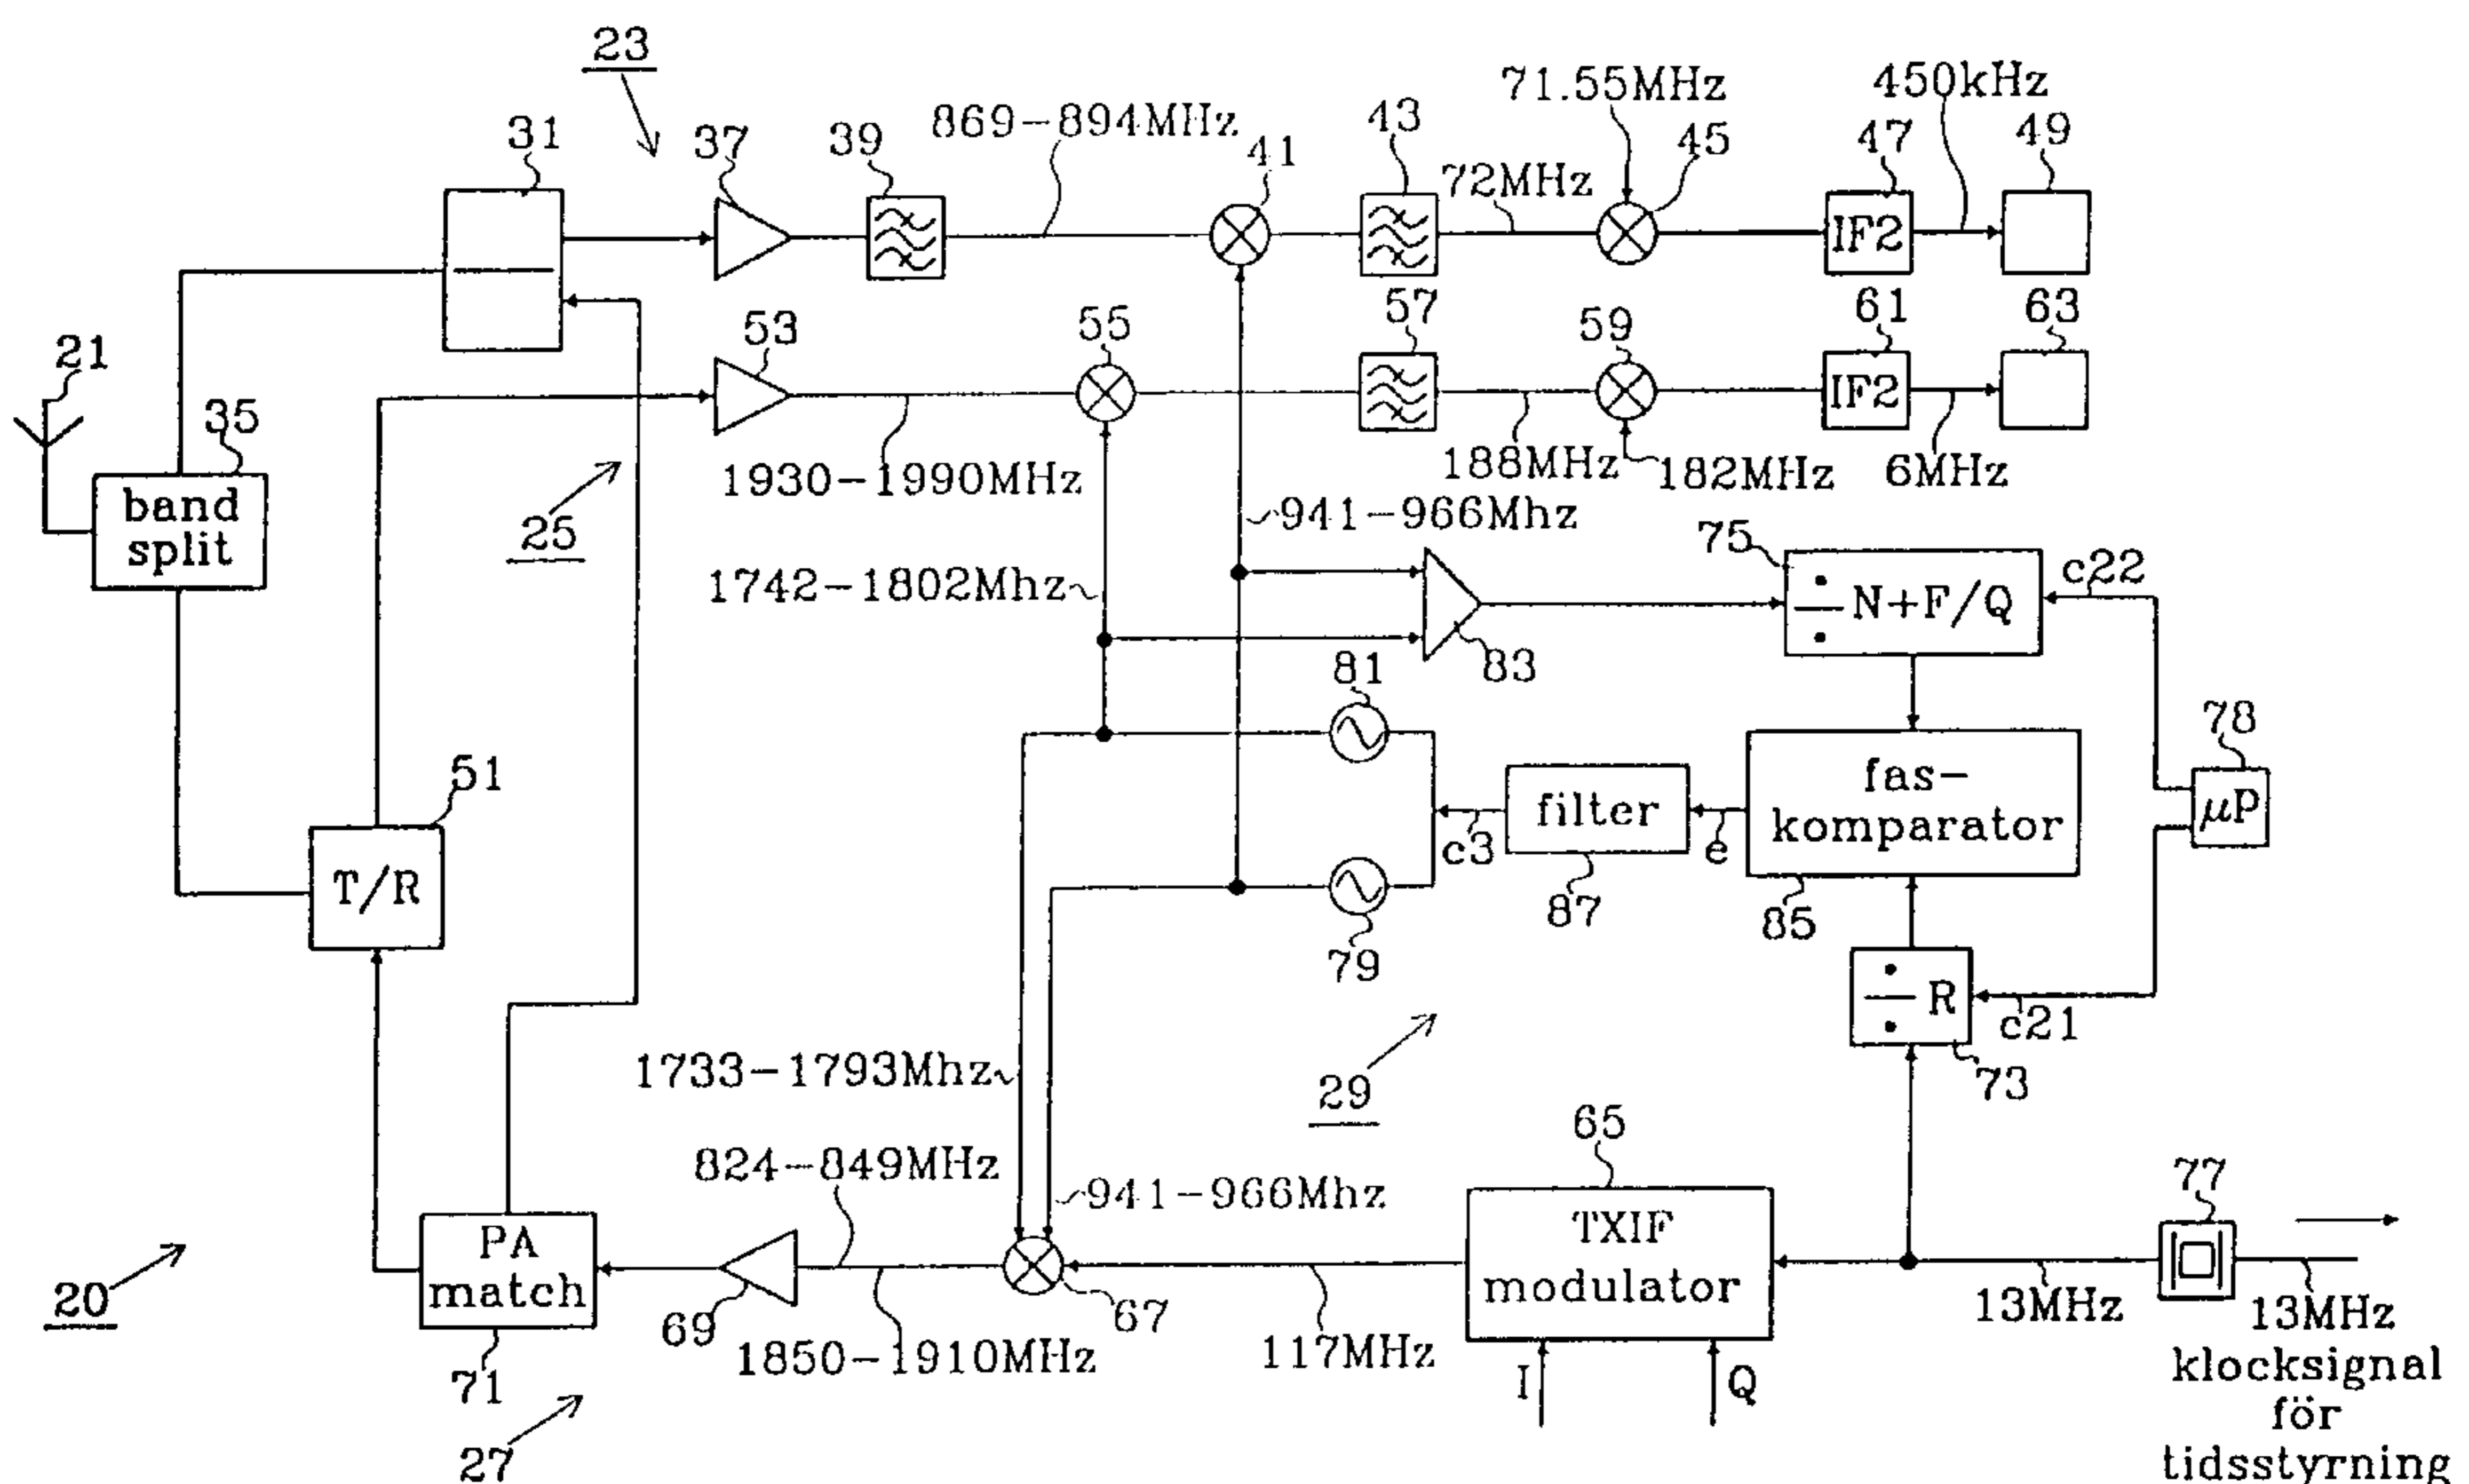 23
71.55MHz
450kHz
31
37
39
869-894MHz
41
43
72MHz
45
47
49
IF2
21
35
53
55
57
59
61
63
IF2
band
split
1930-1990MHz
25
188MHz
182MHz
6MHz
941-966Mhz
1742-1802Mhz
75
N+F/Q
c22
83
81
78
51
T/R
filter
c3
e
fas-
komparator
μP
87
85
79
R
c21
73
1733-1793Mhz
29
65
77
824-849MHz
941-966Mhz
TXIF
modulator
PA
match
20
69
67
1850-1910MHz
117MHz
13MHz
13MHz
71
I
Q
klocksignal
för
tidsstyrning
27